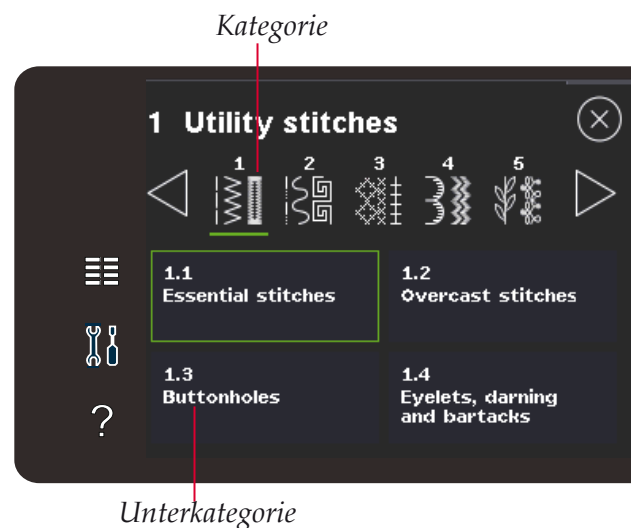 Kategorie
1 Utility stitches
1 2 3 4 5
1.1
Essential stitches
1.2
Overcast stitches
1.3
Buttonholes
1.4
Eyelets, darning
and bartacks
?
Unterkategorie